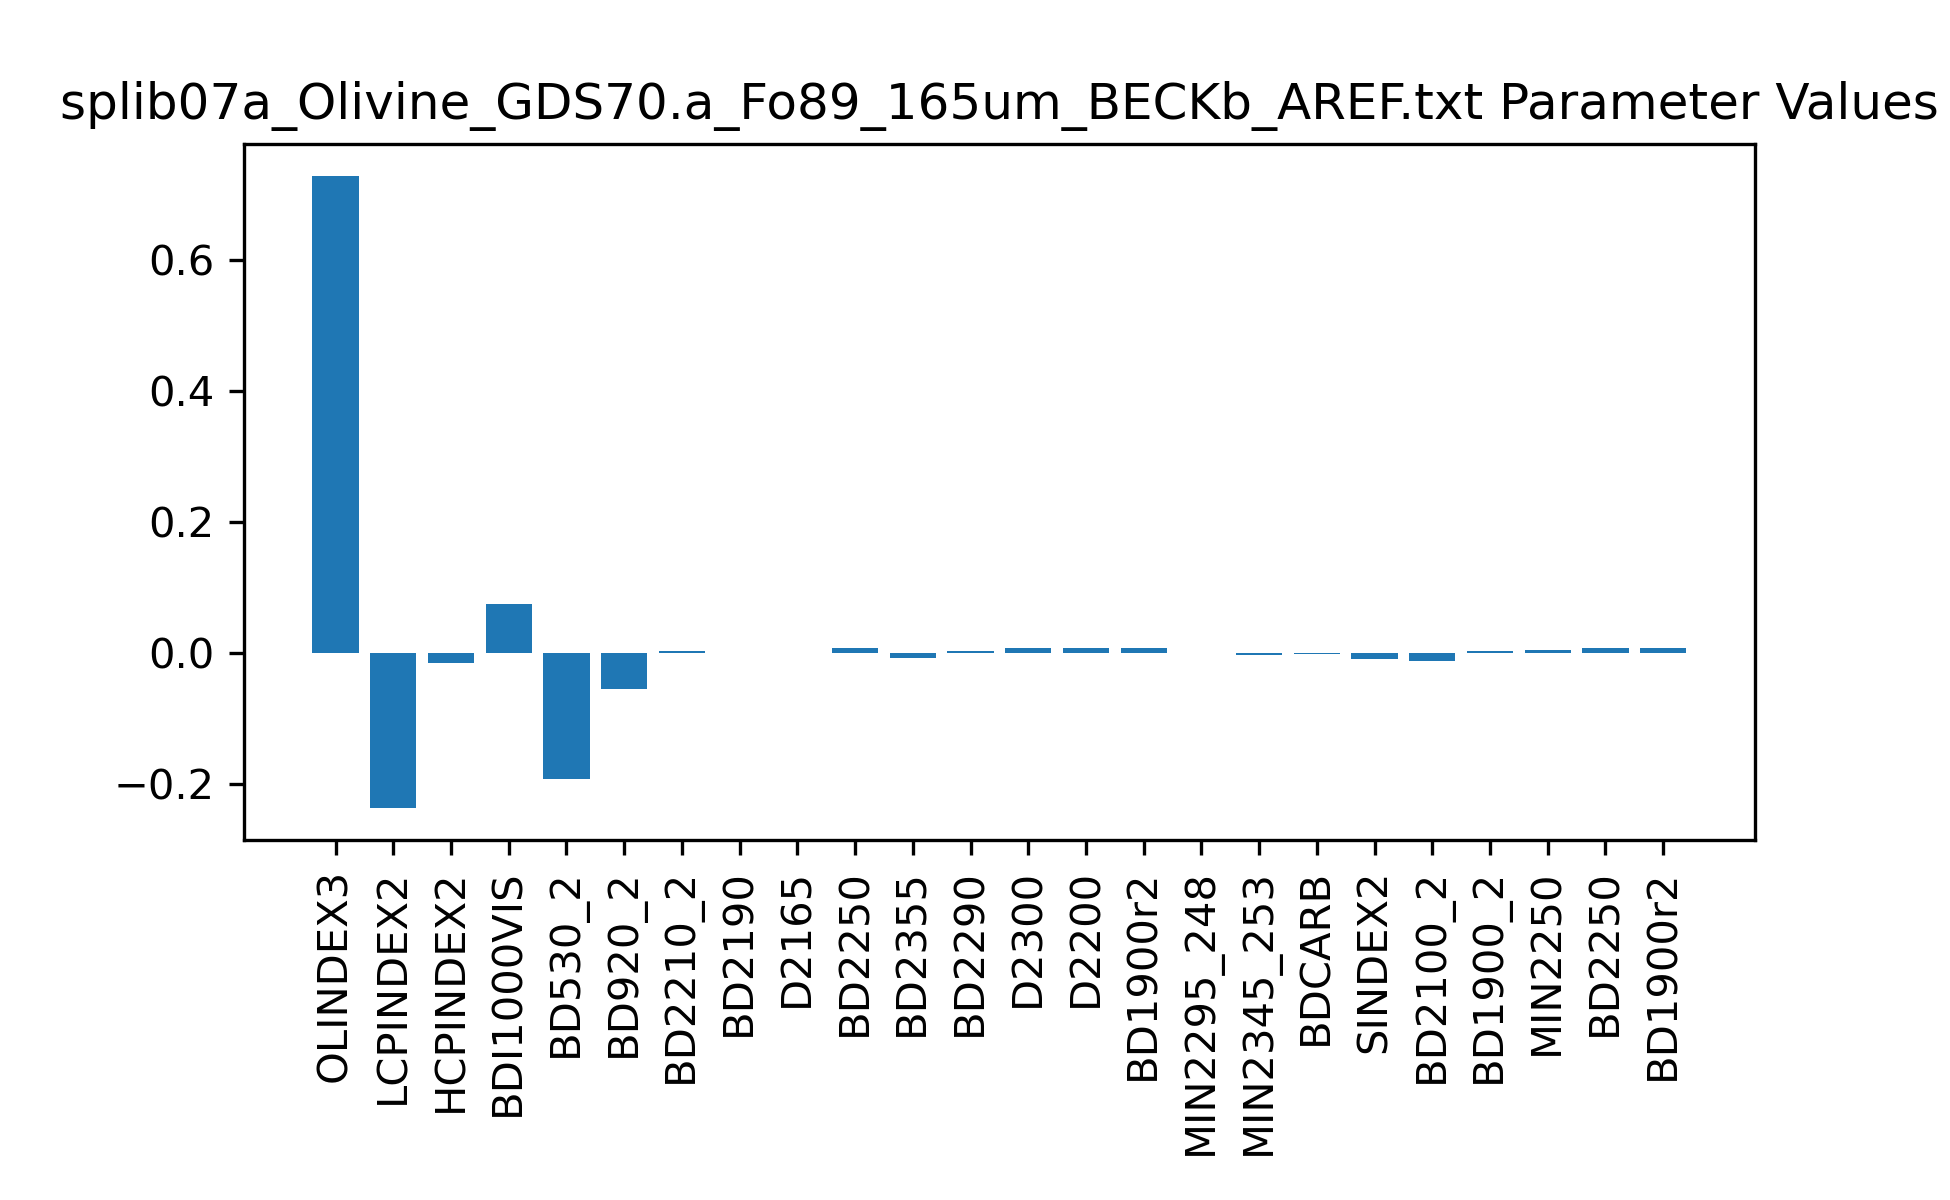 splib07a_Olivine_GDS70.a_Fo89_165um_BECKb_AREF.txt Parameter Values
0.6
0.4
0.2
0.0
−0.2
OLINDEX3
LCPINDEX2
HCPINDEX2
BDI1000VIS
BD530_2
BD920_2
BD2210_2
BD2190
D2165
BD2250
BD2355
BD2290
D2300
D2200
BD1900r2
MIN2295_248
MIN2345_253
BDCARB
SINDEX2
BD2100_2
BD1900_2
MIN2250
BD2250
BD1900r2